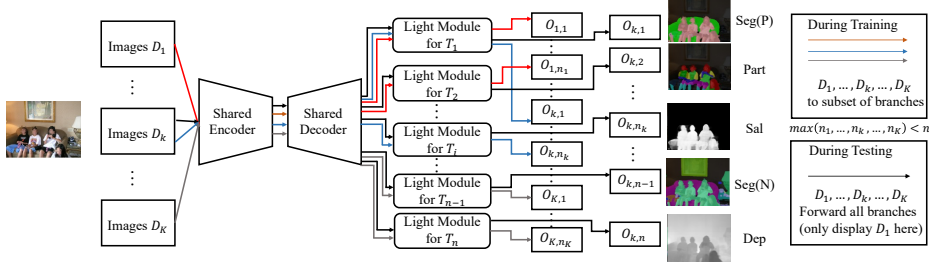 Images D_1
⋮
Images D_k
⋮
Images D_K
Shared
Encoder
Shared
Decoder
Light Module
for T_1
Light Module
for T_2
Light Module
for T_i
Light Module
for T_{n-1}
Light Module
for T_n
O_{1,1}
O_{1,n_1}
O_{k,1}
O_{k,n_k}
O_{K,1}
O_{K,n_K}
O_{k,1}
O_{k,2}
O_{k,n_k}
O_{k,n-1}
O_{k,n}
Seg(P)
Part
Sal
Seg(N)
Dep
During Training
D_1, …, D_k, …, D_K
to subset of branches
max(n_1, …, n_k, …, n_K) < n
During Testing
D_1, …, D_k, …, D_K
Forward all branches
(only display D_1 here)